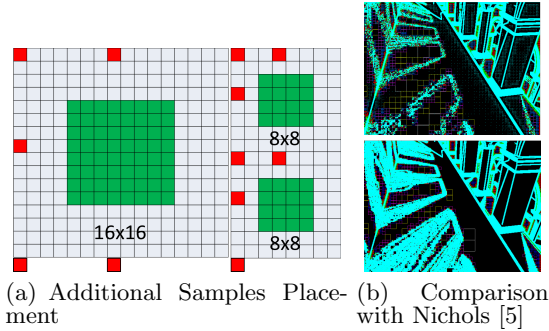 8x8
16x16
8x8
(a) Additional Samples Place-
ment
(b) Comparison
with Nichols [5]